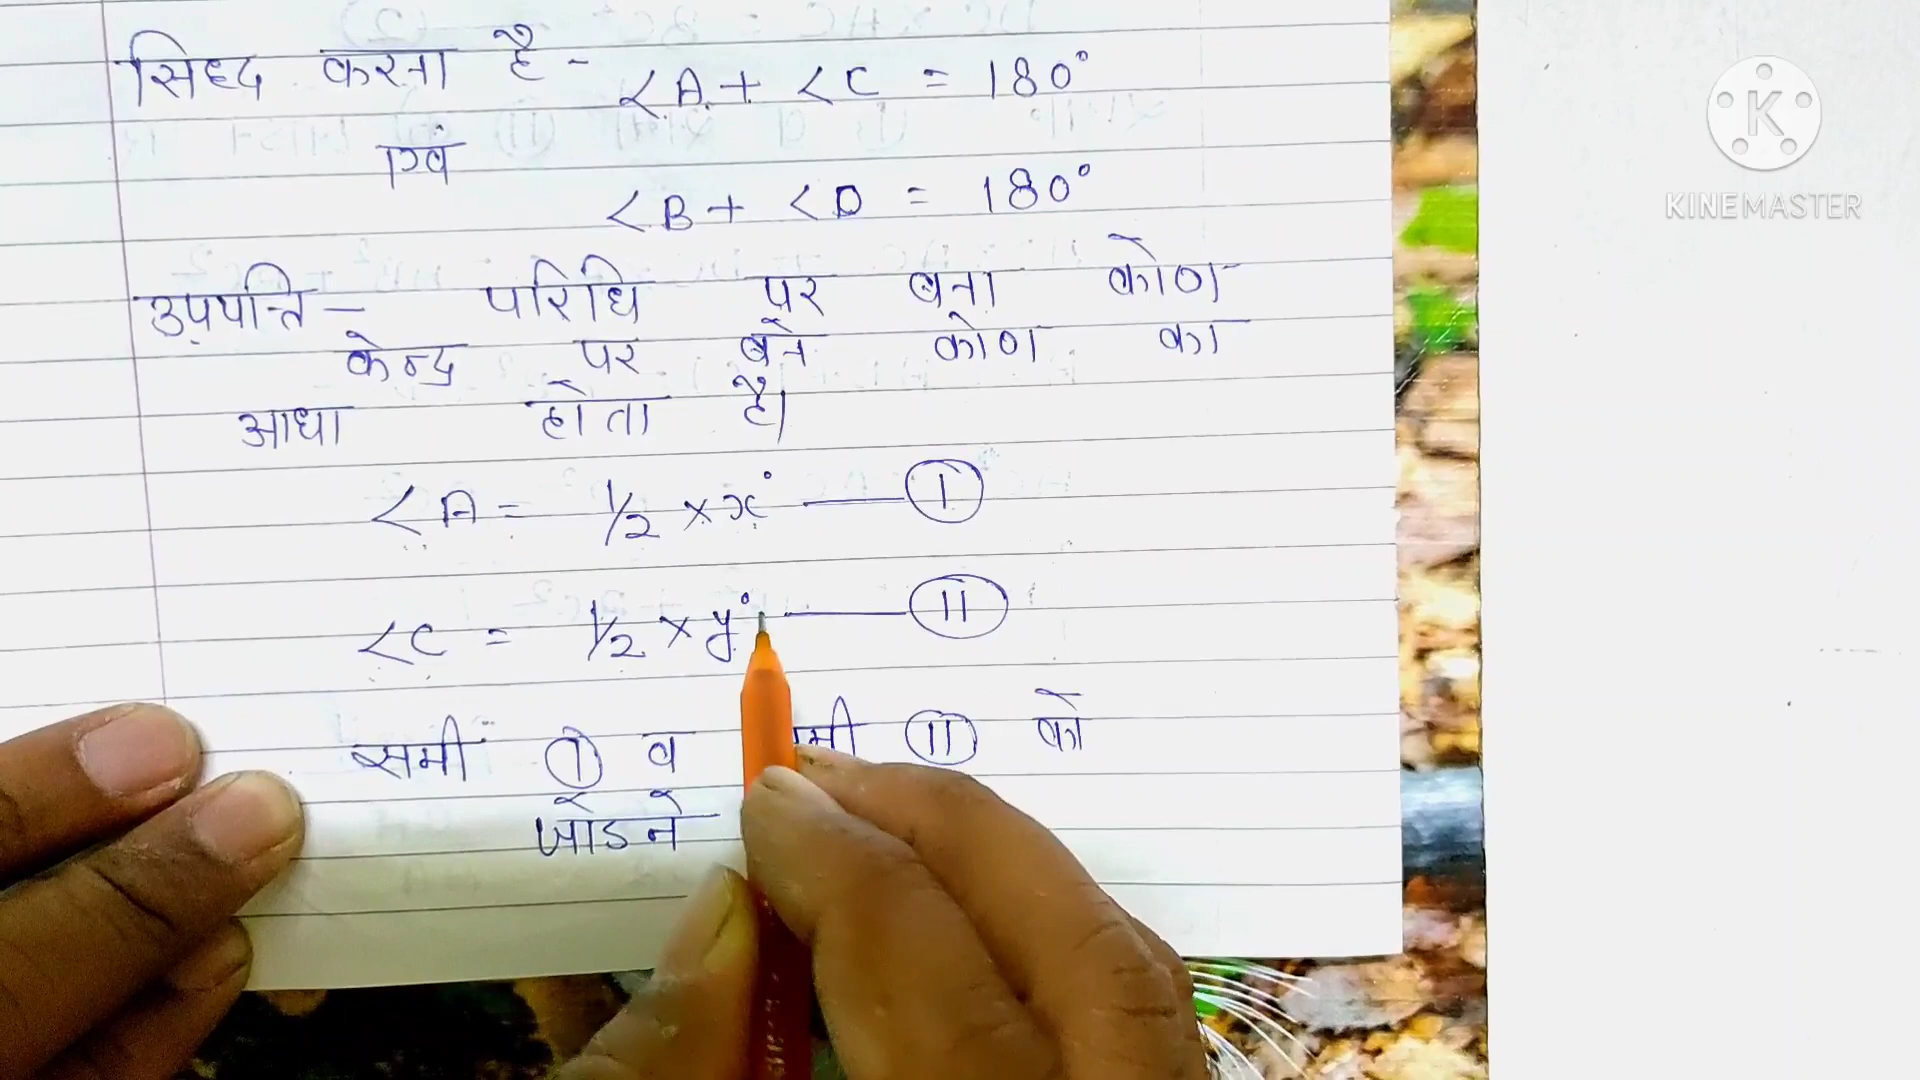 सिध्द करना है - <A + <C = 180°
एवं
<B + <D = 180°
उपपत्ति - परिधि पर बना कोण
केन्द्र पर बने कोण का
आधा होता है।
<A = 1/2 × x° — I
<C = 1/2 × y° — II
समी I व समी II को
जोडने
K
KINEMASTER